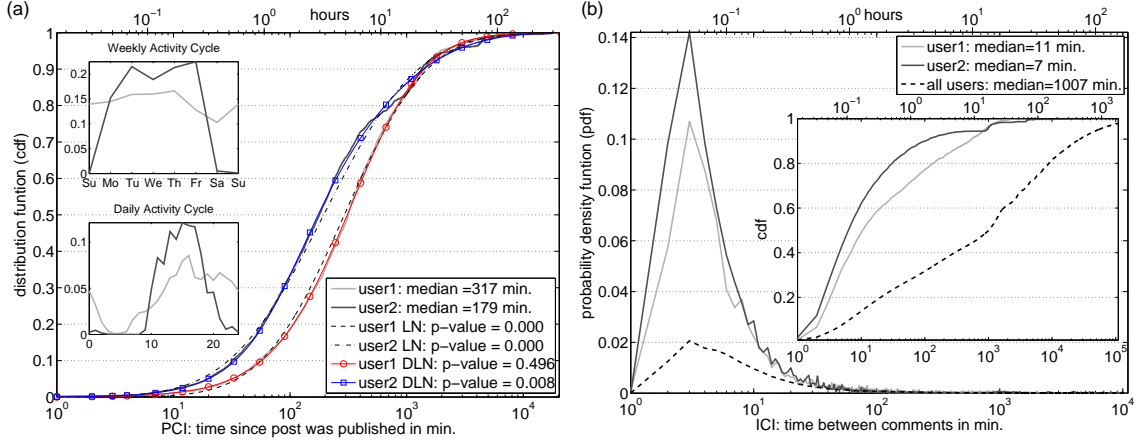 (a)
10^-1 10^0 hours 10^1 10^2
1
0.9
0.8
0.7
0.6
0.5
0.4
0.3
0.2
0.1
0
distribution funtion (cdf)
Weekly Activity Cycle
0.2
0.15
0.1
0.05
0
Su Mo Tu We Th Fr Sa Su
Daily Activity Cycle
0.1
0.05
0
0 10 20
user1: median =317 min.
user2: median =179 min.
user1 LN: p-value = 0.000
user2 LN: p-value = 0.000
user1 DLN: p-value = 0.496
user2 DLN: p-value = 0.008
10^0 10^1 10^2 10^3 10^4
PCI: time since post was published in min.
(b)
10^-1 10^0 hours 10^1 10^2
0.14
0.12
0.1
0.08
0.06
0.04
0.02
0
probability density funtion (pdf)
user1: median=11 min.
user2: median=7 min.
all users: median=1007 min.
10^-1 10^0 10^1 10^2 10^3
1
0.8
0.6
0.4
0.2
cdf
10^0 10^1 10^2 10^3 10^4 10^5
10^0 10^1 10^2 10^3 10^4
ICI: time between comments in min.